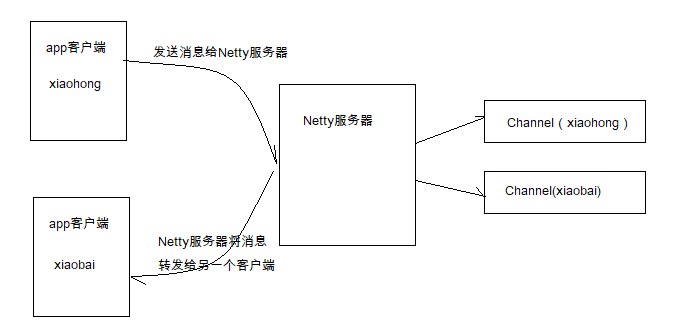 app客户端
xiaohong
发送消息给Netty服务器
Netty服务器
Channel（xiaohong）
Channel(xiaobai)
app客户端
xiaobai
Netty服务器将消息
转发给另一个客户端